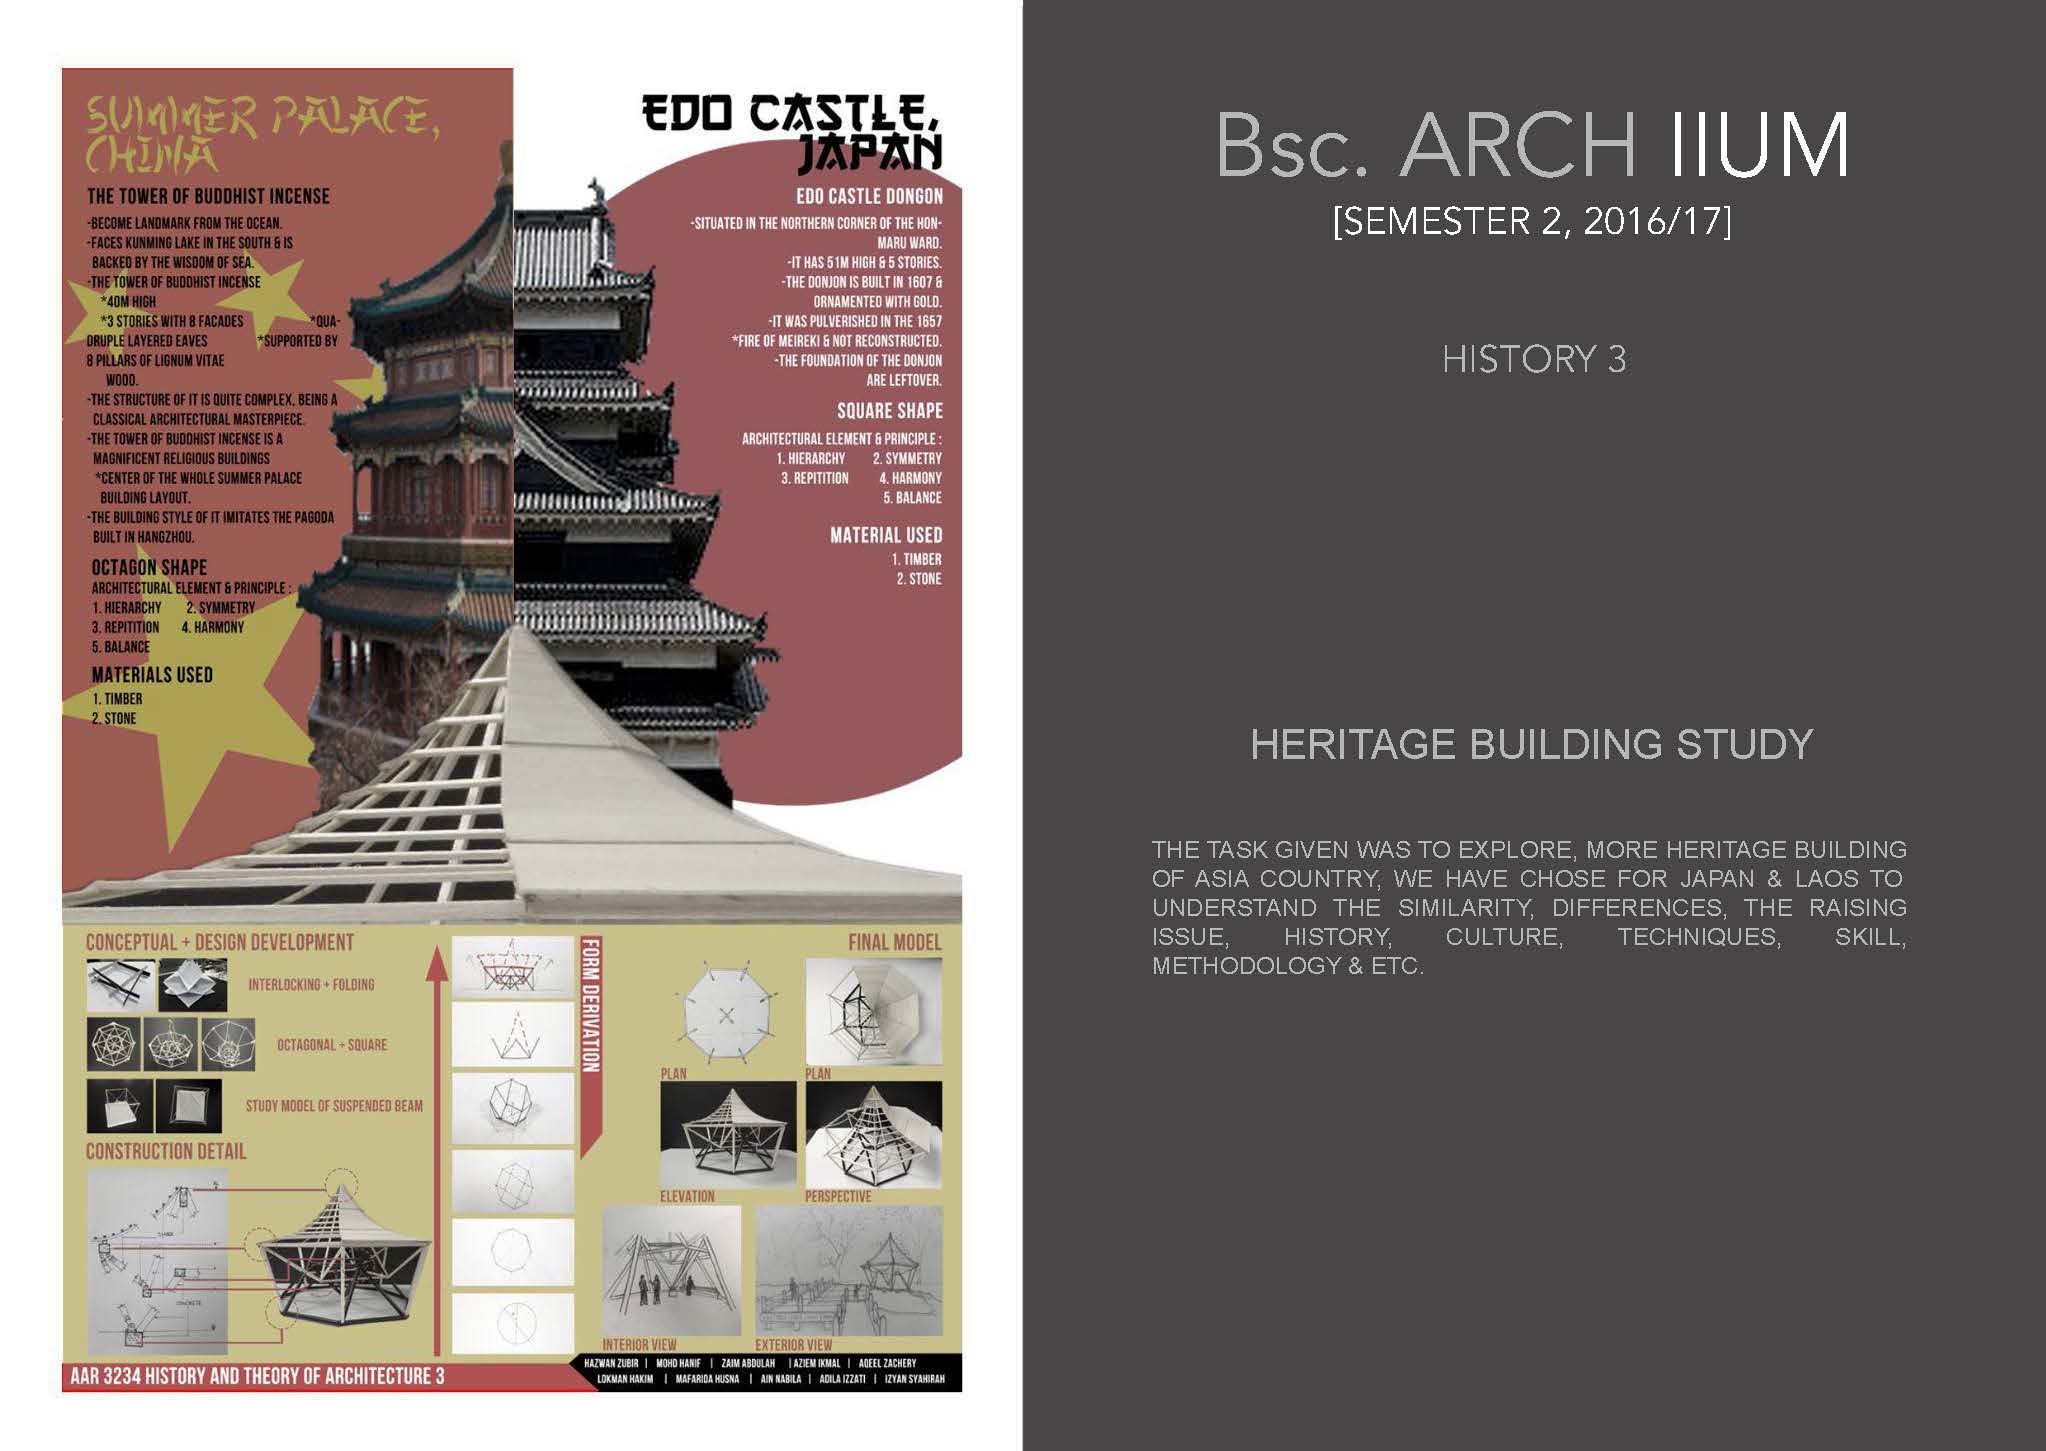 SUMMER PALACE,
CHINA
THE TOWER OF BUDDHIST INCENSE
-BECOME LANDMARK FROM THE OCEAN.
-FACES KUNMING LAKE IN THE SOUTH & IS
BACKED BY THE WISDOM OF SEA.
-THE TOWER OF BUDDHIST INCENSE
*40M HIGH
*3 STORIES WITH 8 FACADES *QUA-
DRUPLE LAYERED EAVES *SUPPORTED BY
8 PILLARS OF LIGNUM VITAE
WOOD.
-THE STRUCTURE OF IT IS QUITE COMPLEX, BEING A
CLASSICAL ARCHITECTURAL MASTERPIECE.
-THE TOWER OF BUDDHIST INCENSE IS A
MAGNIFICENT RELIGIOUS BUILDINGS
*CENTER OF THE WHOLE SUMMER PALACE
BUILDING LAYOUT.
-THE BUILDING STYLE OF IT IMITATES THE PAGODA
BUILT IN HANGZHOU.
OCTAGON SHAPE
ARCHITECTURAL ELEMENT & PRINCIPLE :
1. HIERARCHY 2. SYMMETRY
3. REPITITION 4. HARMONY
5. BALANCE
MATERIALS USED
1. TIMBER
2. STONE
EDO CASTLE,
JAPAN
EDO CASTLE DONGON
-SITUATED IN THE NORTHERN CORNER OF THE HON-
MARU WARD.
-IT HAS 51M HIGH & 5 STORIES.
-THE DONJON IS BUILT IN 1607 &
ORNAMENTED WITH GOLD.
-IT WAS PULVERISHED IN THE 1657
*FIRE OF MEIREKI & NOT RECONSTRUCTED.
-THE FOUNDATION OF THE DONJON
ARE LEFTOVER.
SQUARE SHAPE
ARCHITECTURAL ELEMENT & PRINCIPLE :
1. HIERARCHY 2. SYMMETRY
3. REPITITION 4. HARMONY
5. BALANCE
MATERIAL USED
1. TIMBER
2. STONE
CONCEPTUAL + DESIGN DEVELOPMENT
INTERLOCKING + FOLDING
OCTAGONAL + SQUARE
STUDY MODEL OF SUSPENDED BEAM
CONSTRUCTION DETAIL
TIMBER
CONCRETE
FORM DERIVATION
FINAL MODEL
PLAN
PLAN
ELEVATION
PERSPECTIVE
INTERIOR VIEW
EXTERIOR VIEW
AAR 3234 HISTORY AND THEORY OF ARCHITECTURE 3
HAZWAN ZUBIR | MOHD HANIF | ZAIM ABDULAH | AZIEM IKMAL | AQEEL ZACHERY
LOKMAN HAKIM | MAFARIDA HUSNA | AIN NABILA | ADILA IZZATI | IZYAN SYAHIRAH
Bsc. ARCH IIUM
[SEMESTER 2, 2016/17]
HISTORY 3
HERITAGE BUILDING STUDY
THE TASK GIVEN WAS TO EXPLORE, MORE HERITAGE BUILDING
OF ASIA COUNTRY, WE HAVE CHOSE FOR JAPAN & LAOS TO
UNDERSTAND THE SIMILARITY, DIFFERENCES, THE RAISING
ISSUE, HISTORY, CULTURE, TECHNIQUES, SKILL,
METHODOLOGY & ETC.